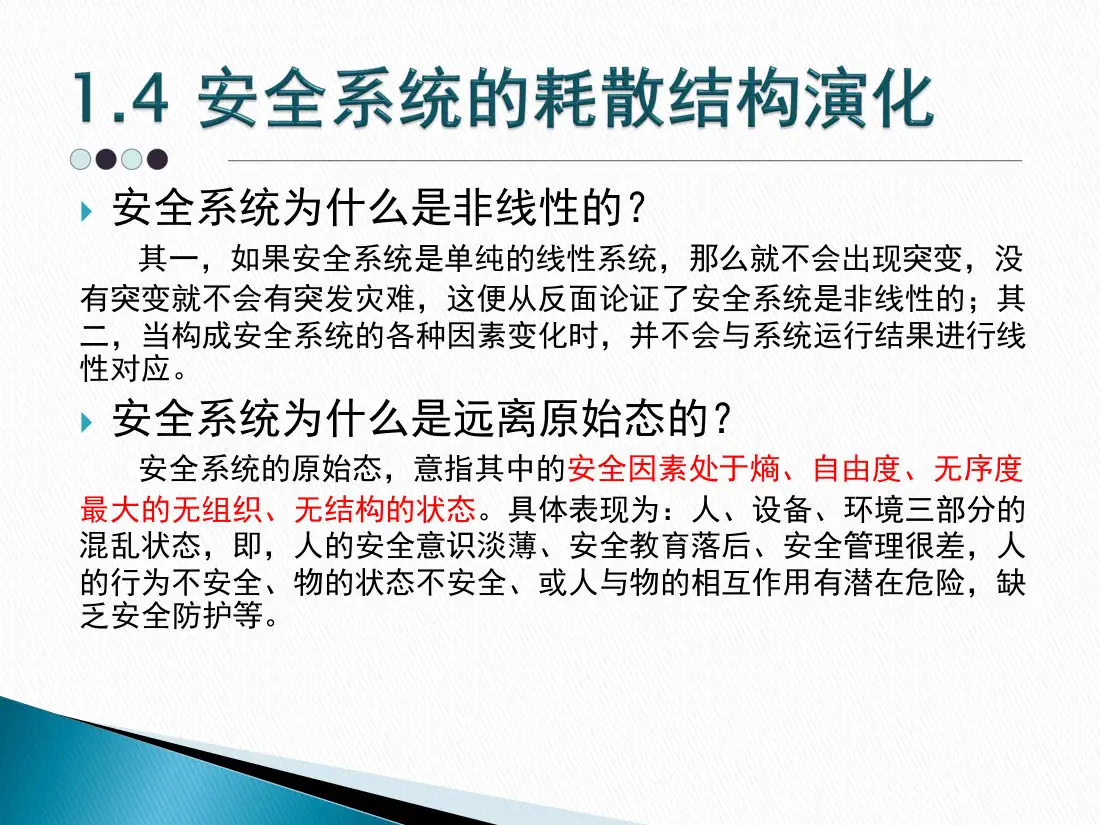 1.4 安全系统的耗散结构演化
安全系统为什么是非线性的？
其一，如果安全系统是单纯的线性系统，那么就不会出现突变，没
有突变就不会有突发灾难，这便从反面论证了安全系统是非线性的；其
二，当构成安全系统的各种因素变化时，并不会与系统运行结果进行线
性对应。
安全系统为什么是远离原始态的？
安全系统的原始态，意指其中的安全因素处于熵、自由度、无序度
最大的无组织、无结构的状态。具体表现为：人、设备、环境三部分的
混乱状态，即，人的安全意识淡薄、安全教育落后、安全管理很差，人
的行为不安全、物的状态不安全、或人与物的相互作用有潜在危险，缺
乏安全防护等。